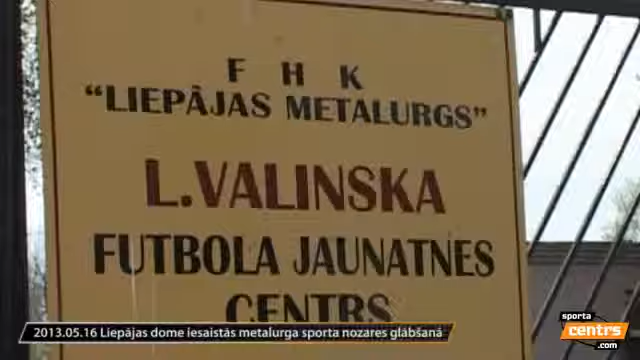 F H K
“LIEPĀJAS METALURGS”
L.VALINSKA
FUTBOLA JAUNATNES
CENTRS
2013.05.16 Liepājas dome iesaistās metalurga sporta nozares glābšanā
sporta
centrs
.com